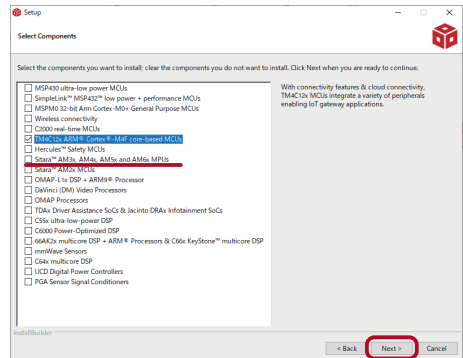 Setup
Select Components
Select the components you want to install; clear the components you do not want to install. Click Next when you are ready to continue.
MSP430 ultra-low power MCUs
SimpleLink™ MSP432™ low power + performance MCUs
MSPM0 32-bit Arm Cortex-M0+ General Purpose MCUs
Wireless connectivity
C2000 real-time MCUs
TM4C12x ARM® Cortex®-M4F core-based MCUs
Hercules™ Safety MCUs
Sitara™ AM3x, AM4x, AM5x and AM6x MPUs
Sitara™ AM2x MCUs
OMAP-L1x DSP + ARM9® Processor
DaVinci (DM) Video Processors
OMAP Processors
TDAx Driver Assistance SoCs & Jacinto DRAx Infotainment SoCs
C55x ultra-low-power DSP
C6000 Power-Optimized DSP
66AK2x multicore DSP + ARM® Processors & C66x KeyStone™ multicore DSP
mmWave Sensors
C64x multicore DSP
UCD Digital Power Controllers
PGA Sensor Signal Conditioners
With connectivity features & cloud connectivity,
TM4C12x MCUs integrate a variety of peripherals
enabling IoT gateway applications.
InstallBuilder
< Back
Next >
Cancel